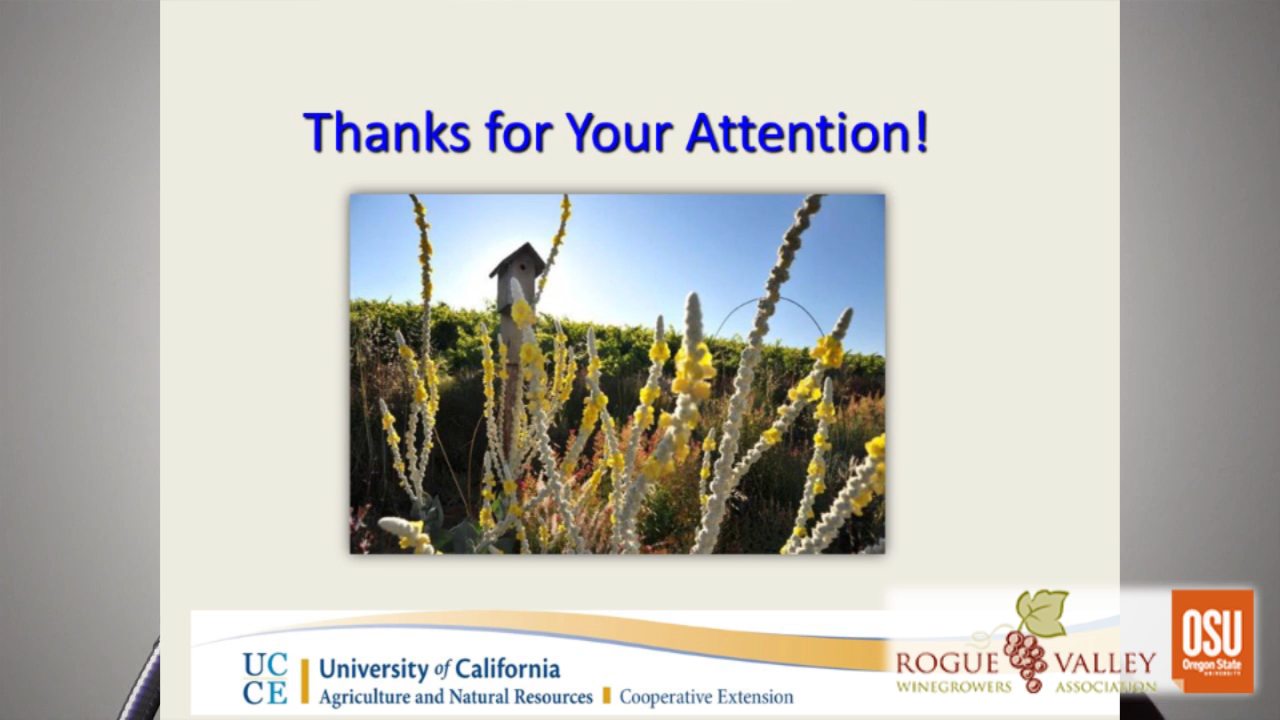 Thanks for Your Attention!
UC
CE
University of California
Agriculture and Natural Resources
Cooperative Extension
ROGUE VALLEY
WINEGROWERS ASSOCIATION
OSU
Oregon State
UNIVERSITY